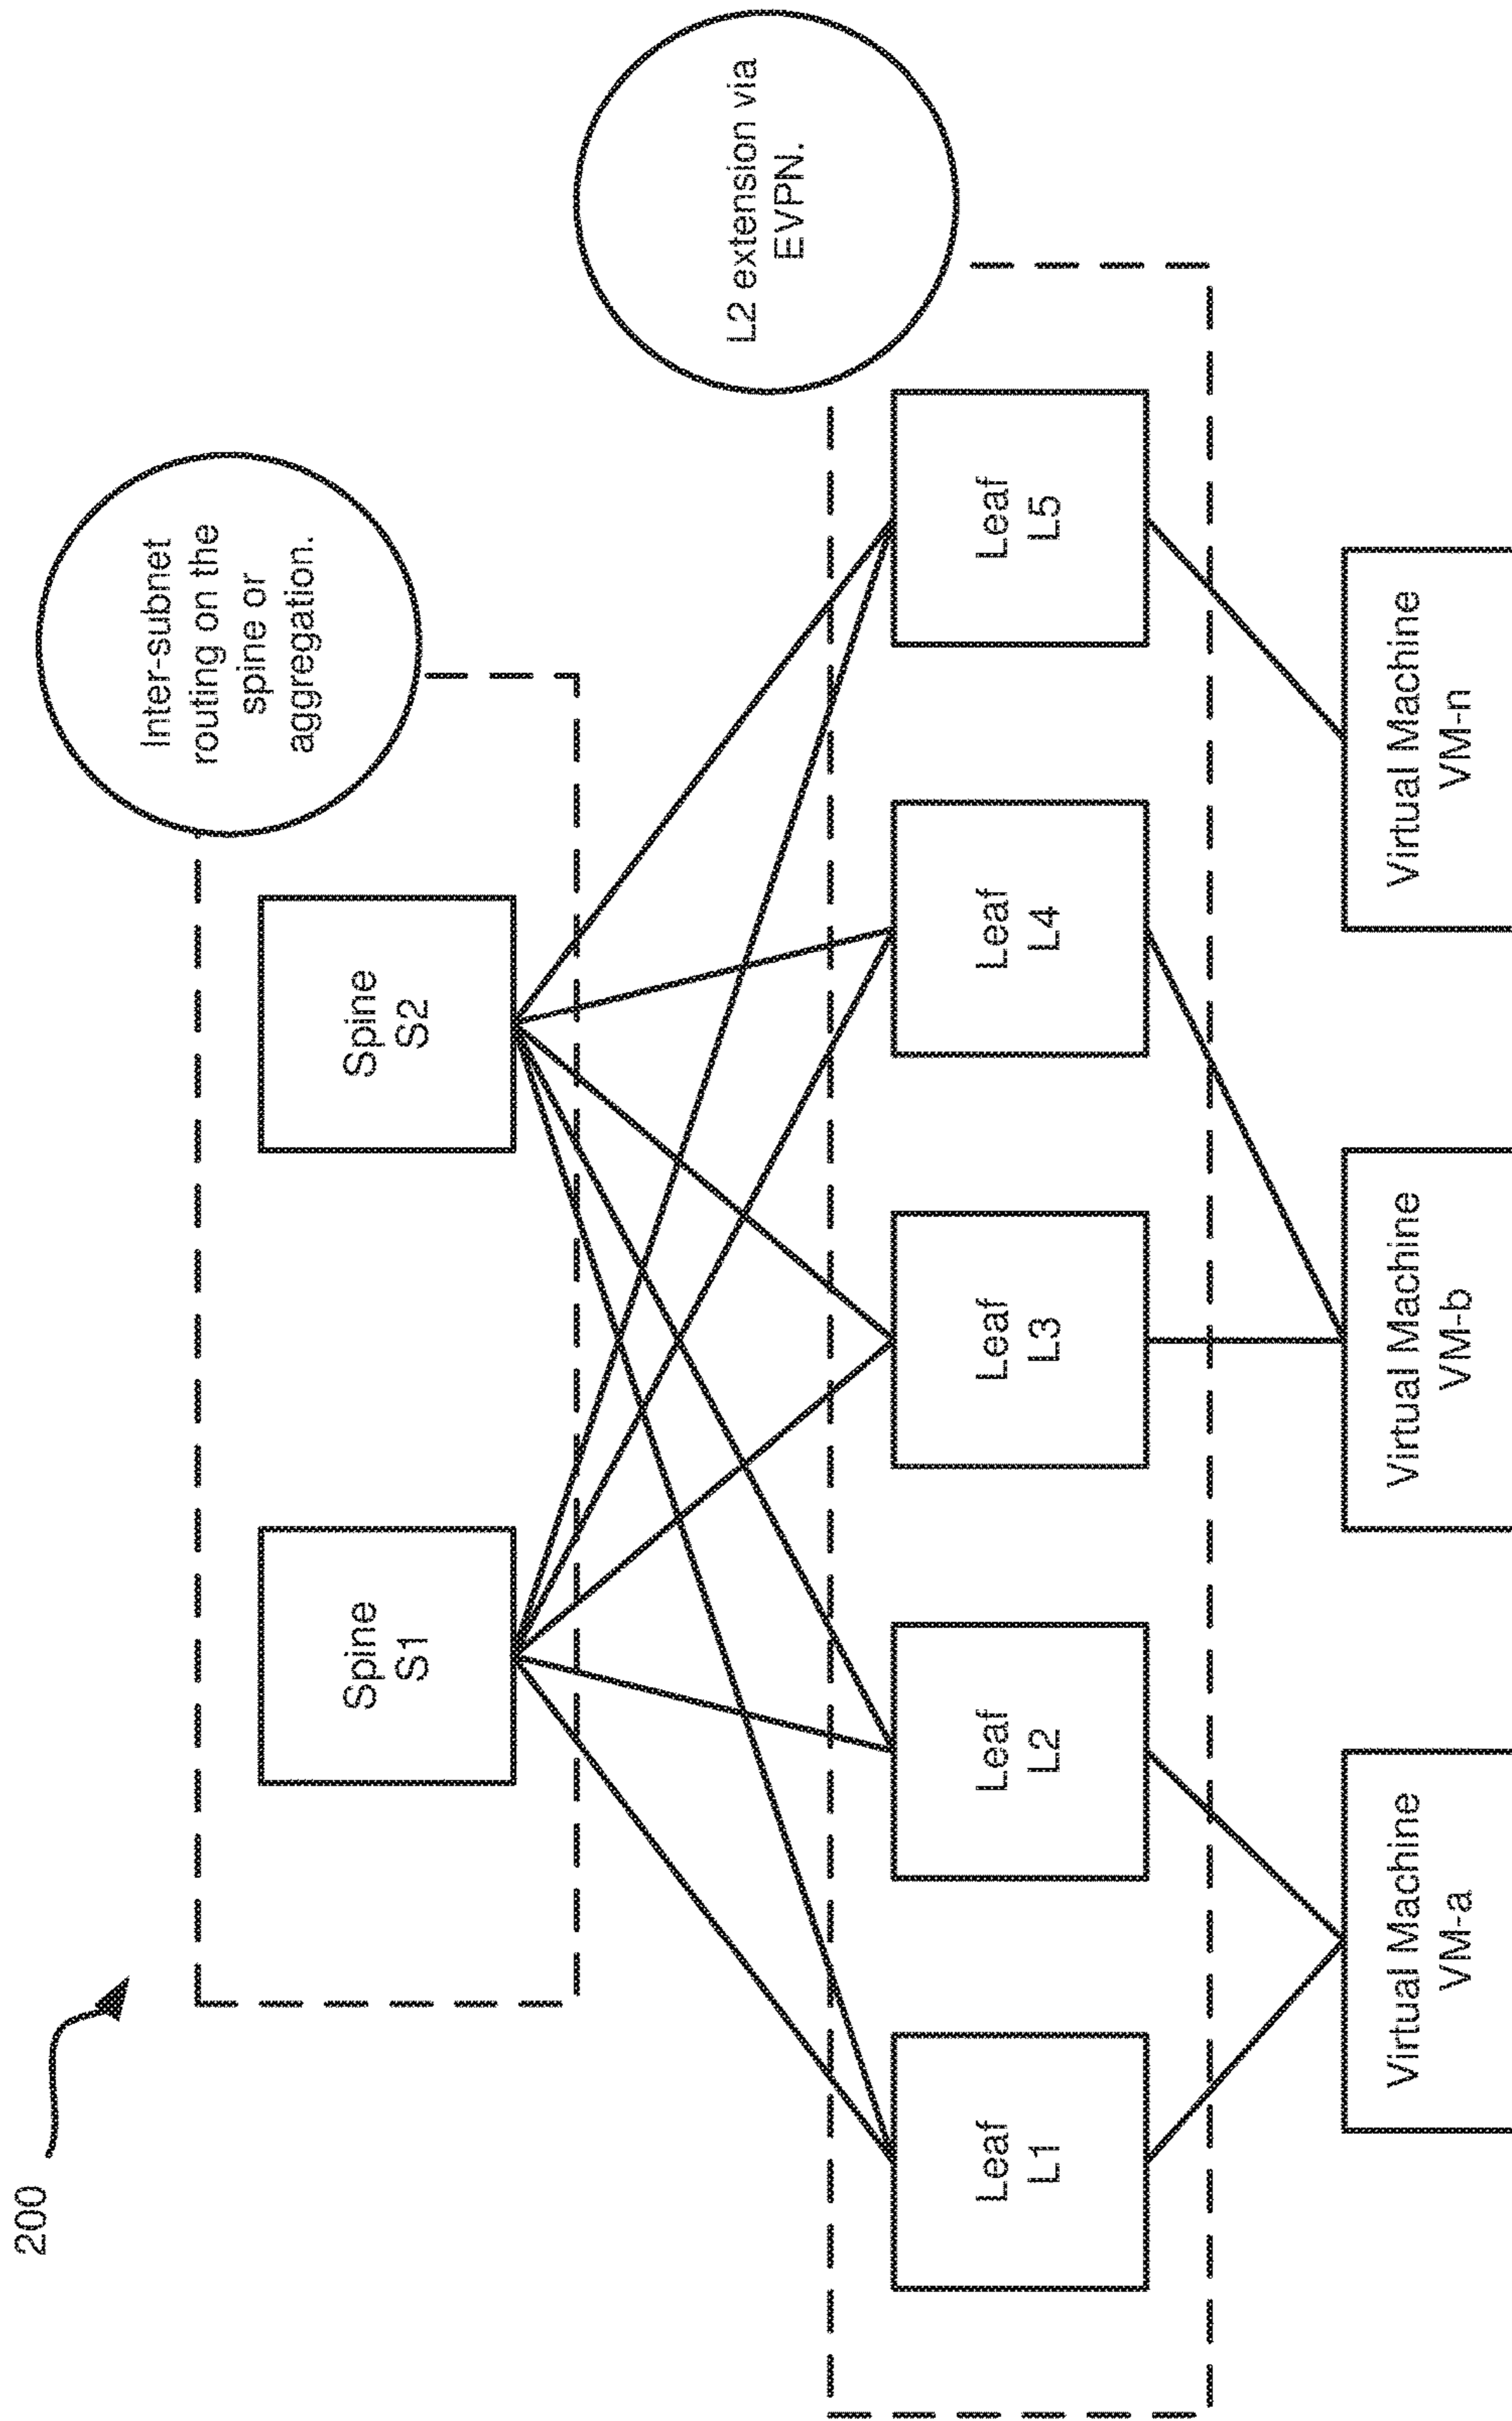 200
Inter-subnet
routing on the
spine or
aggregation.
Spine
S1
Spine
S2
L2 extension via
EVPN.
Leaf
L1
Leaf
L2
Leaf
L3
Leaf
L4
Leaf
L5
Virtual Machine
VM-a
Virtual Machine
VM-b
Virtual Machine
VM-n